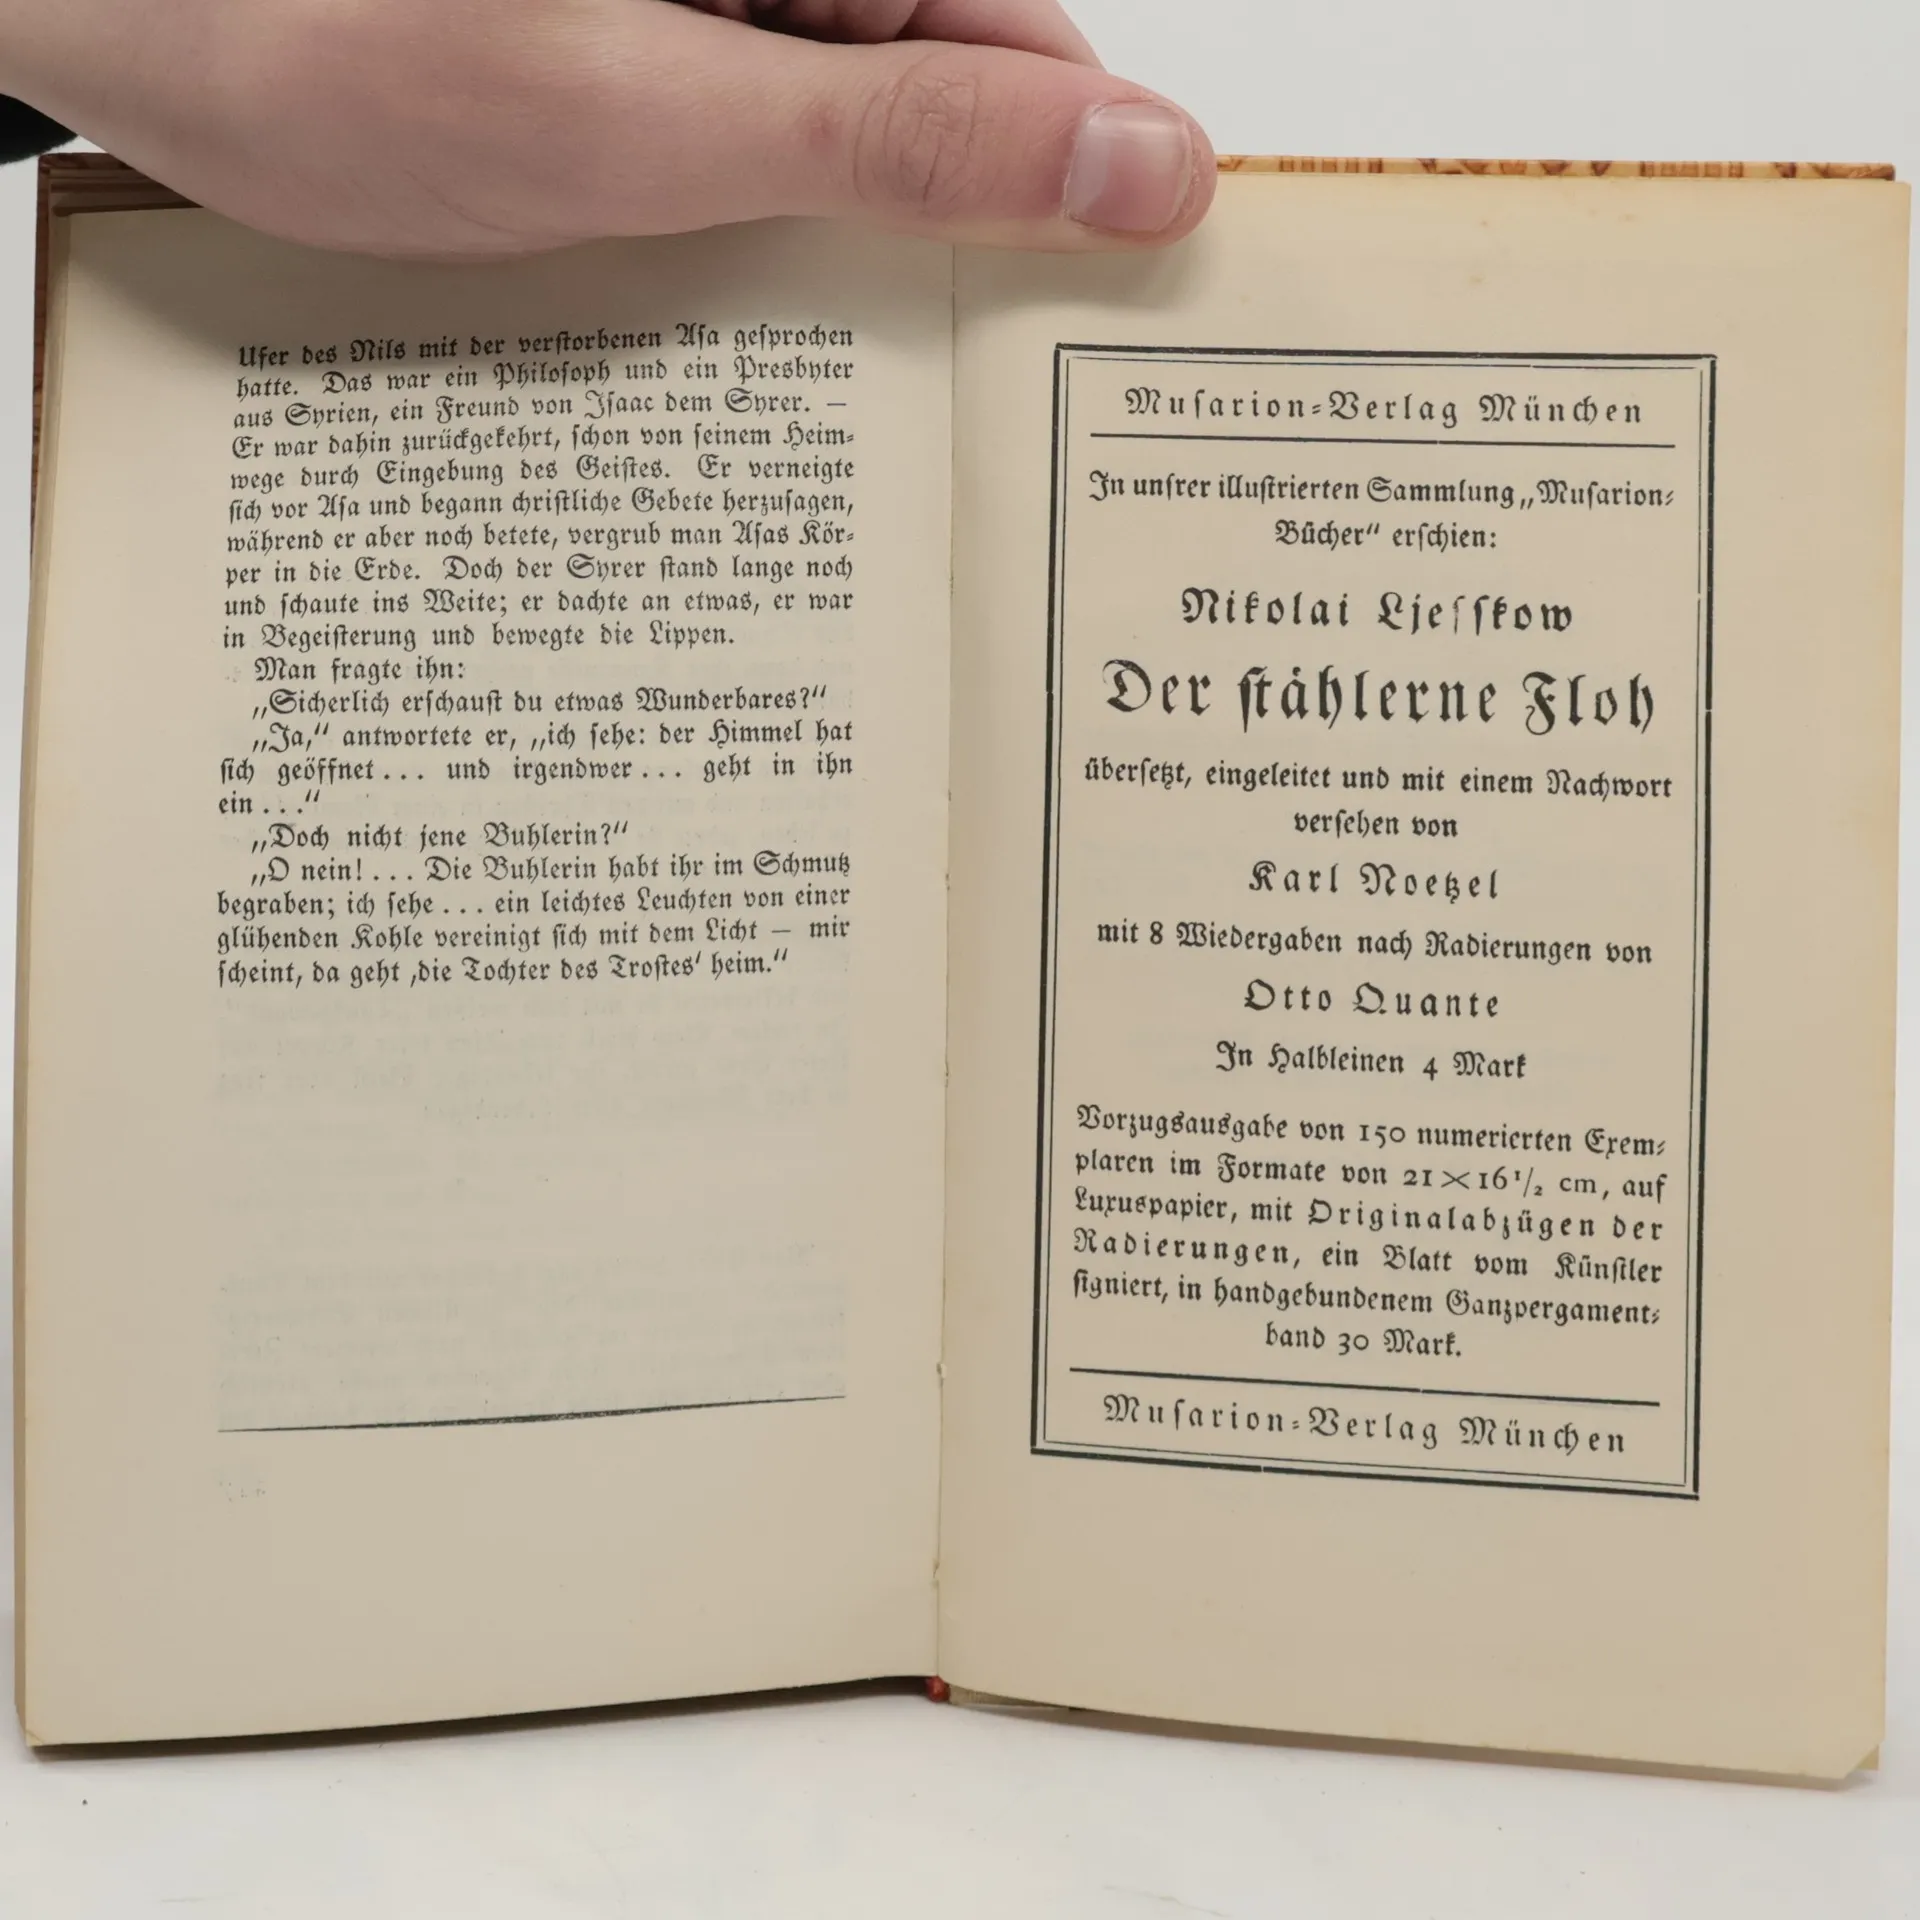 Ufer des Nils mit der verstorbenen Asa gesprochen
hatte. Das war ein Philosoph und ein Presbyter
aus Syrien, ein Freund von Isaac dem Syrer. —
Er war dahin zurückgekehrt, schon von seinem Heim-
wege durch Eingebung des Geistes. Er verneigte
sich vor Asa und begann christliche Gebete herzusagen,
während er aber noch betete, vergrub man Asas Kör-
per in die Erde. Doch der Syrer stand lange noch
und schaute ins Weite; er dachte an etwas, er war
in Begeisterung und bewegte die Lippen.
Man fragte ihn:
„Sicherlich erschaust du etwas Wunderbares?“
„Ja,“ antwortete er, „ich sehe: der Himmel hat
sich geöffnet... und irgendwer... geht in ihn
ein...“
„Doch nicht jene Buhlerin?“
„O nein!... Die Buhlerin habt ihr im Schmutz
begraben; ich sehe... ein leichtes Leuchten von einer
glühenden Kohle vereinigt sich mit dem Licht — mir
scheint, da geht ‚die Tochter des Trostes‘ heim.“
Musarion-Verlag München
In unsrer illustrierten Sammlung „Musarion-
Bücher“ erschien:
Nikolai Ljesskow
Der stählerne Floh
übersetzt, eingeleitet und mit einem Nachwort
versehen von
Karl Noetzel
mit 8 Wiedergaben nach Radierungen von
Otto Quante
In Halbleinen 4 Mark
Vorzugsausgabe von 150 numerierten Exem-
plaren im Formate von 21×16 1/2 cm, auf
Luxuspapier, mit Originalabzügen der
Radierungen, ein Blatt vom Künstler
signiert, in handgebundenem Ganzpergament-
band 30 Mark.
Musarion-Verlag München